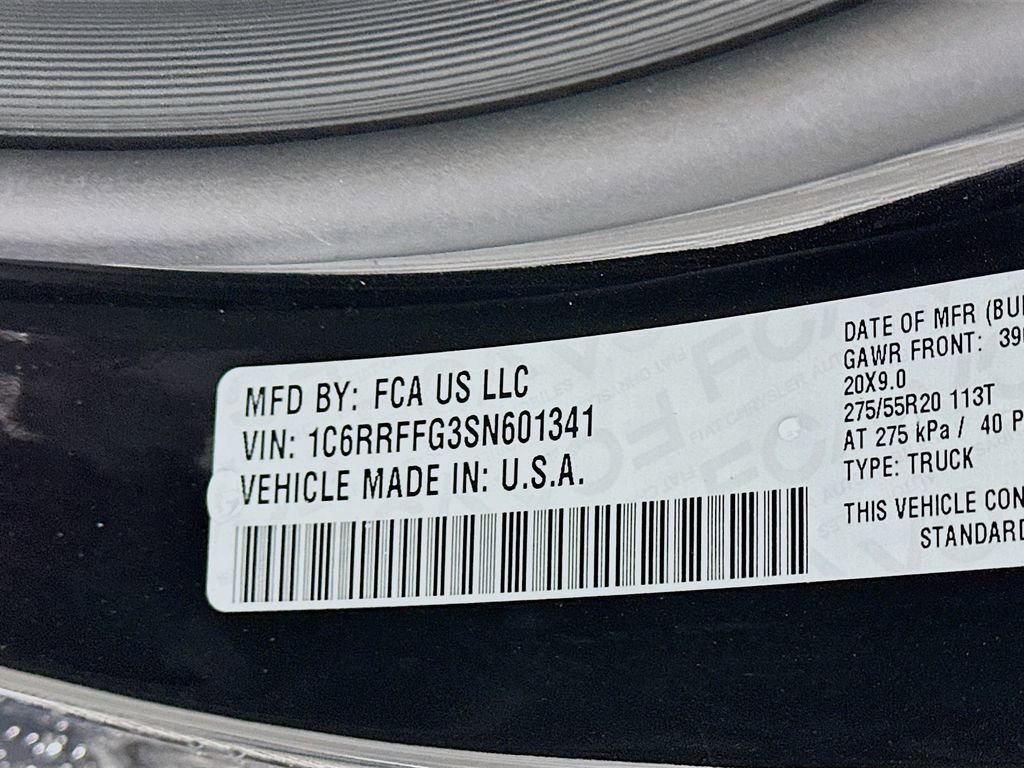 MFD BY: FCA US LLC
VIN: 1C6RRFFG3SN601341
VEHICLE MADE IN: U.S.A.
DATE OF MFR
GAWR FRONT:
20X9.0
275/55R20 113T
AT 275 kPa / 40
TYPE: TRUCK
THIS VEHICLE
STANDARD